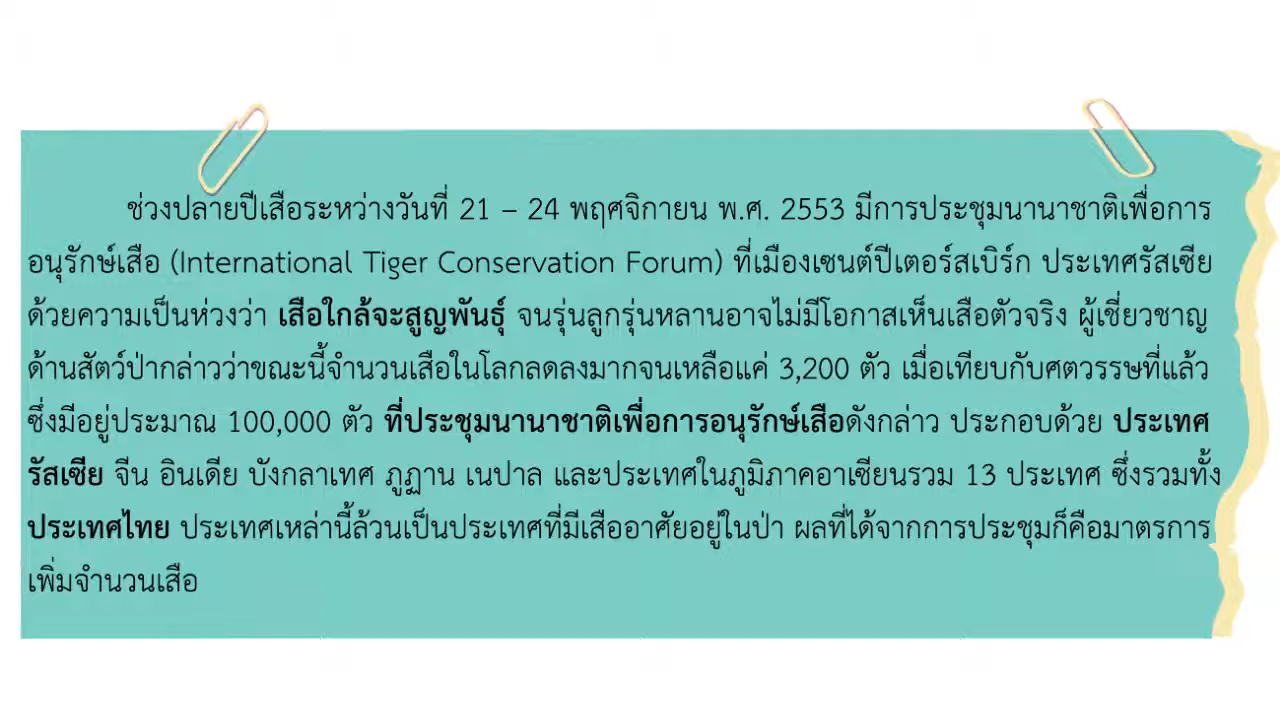 ช่วงปลายปีเสือระหว่างวันที่ 21 – 24 พฤศจิกายน พ.ศ. 2553 มีการประชุมนานาชาติเพื่อการ
อนุรักษ์เสือ (International Tiger Conservation Forum) ที่เมืองเซนต์ปีเตอร์สเบิร์ก ประเทศรัสเซีย
ด้วยความเป็นห่วงว่า เสือใกล้จะสูญพันธุ์ จนรุ่นลูกรุ่นหลานอาจไม่มีโอกาสเห็นเสือตัวจริง ผู้เชี่ยวชาญ
ด้านสัตว์ป่ากล่าวว่าขณะนี้จำนวนเสือในโลกลดลงมากจนเหลือแค่ 3,200 ตัว เมื่อเทียบกับศตวรรษที่แล้ว
ซึ่งมีอยู่ประมาณ 100,000 ตัว ที่ประชุมนานาชาติเพื่อการอนุรักษ์เสือดังกล่าว ประกอบด้วย ประเทศ
รัสเซีย จีน อินเดีย บังกลาเทศ ภูฏาน เนปาล และประเทศในภูมิภาคอาเซียนรวม 13 ประเทศ ซึ่งรวมทั้ง
ประเทศไทย ประเทศเหล่านี้ล้วนเป็นประเทศที่มีเสืออาศัยอยู่ในป่า ผลที่ได้จากการประชุมก็คือมาตรการ
เพิ่มจำนวนเสือ